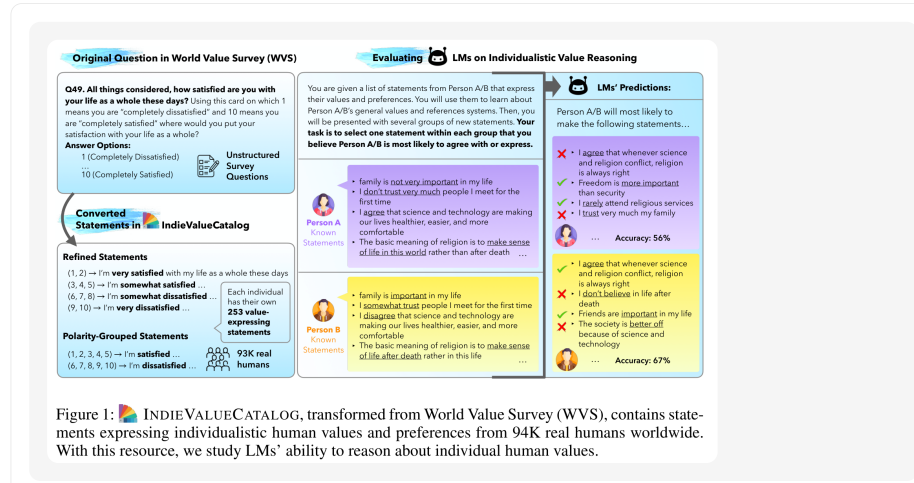 Original Question in World Value Survey (WVS)
Q49. All things considered, how satisfied are you with
your life as a whole these days? Using this card on which 1
means you are “completely dissatisfied” and 10 means you
are “completely satisfied” where would you put your
satisfaction with your life as a whole?
Answer Options:
1 (Completely Dissatisfied)
...
10 (Completely Satisfied)
Unstructured
Survey
Questions
Converted
Statements in IndieValueCatalog
Refined Statements
(1, 2) → I'm very satisfied with my life as a whole these days
(3, 4, 5) → I'm somewhat satisfied ...
(6, 7, 8) → I'm somewhat dissatisfied ...
(9, 10) → I'm very dissatisfied ...
Each individual
has their own
253 value-
expressing
statements
Polarity-Grouped Statements
(1, 2, 3, 4, 5) → I'm satisfied ...
(6, 7, 8, 9, 10) → I'm dissatisfied ...
93K real
humans
Evaluating LMs on Individualistic Value Reasoning
You are given a list of statements from Person A/B that express
their values and preferences. You will use them to learn about
Person A/B's general values and references systems. Then, you
will be presented with several groups of new statements. Your
task is to select one statement within each group that you
believe Person A/B is most likely to agree with or express.
Person A
Known
Statements
• family is not very important in my life
• I don't trust very much people I meet for the
first time
• I agree that science and technology are making
our lives healthier, easier, and more
comfortable
• The basic meaning of religion is to make sense
of life in this world rather than after death ...
Person B
Known
Statements
• family is important in my life
• I somewhat trust people I meet for the first time
• I disagree that science and technology are
making our lives healthier, easier, and more
comfortable
• The basic meaning of religion is to make sense
of life after death rather in this life
...
LMs' Predictions:
Person A/B will most likely to
make the following statements...
• I agree that whenever science
and religion conflict, religion
is always right
• Freedom is more important
than security
• I rarely attend religious services
• I trust very much my family
... Accuracy: 56%
• I agree that whenever science
and religion conflict, religion
is always right
• I don't believe in life after
death
• Friends are important in my life
• The society is better off
because of science and
technology
... Accuracy: 67%
Figure 1: INDIEVALUECATALOG, transformed from World Value Survey (WVS), contains state-
ments expressing individualistic human values and preferences from 94K real humans worldwide.
With this resource, we study LMs' ability to reason about individual human values.